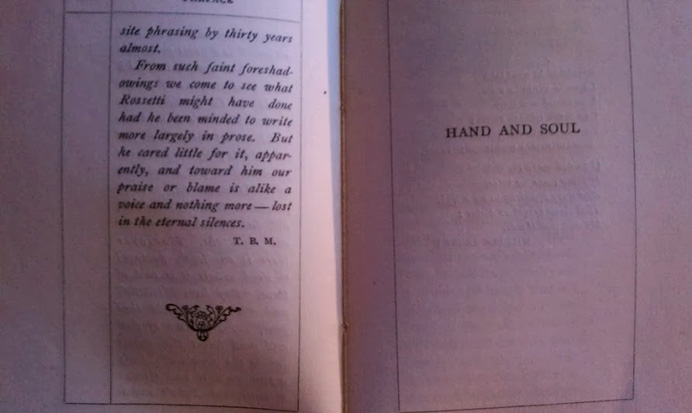 PREFACE
site phrasing by thirty years
almost.
From such faint foreshad-
owings we come to see what
Rossetti might have done
had he been minded to write
more largely in prose. But
he cared little for it, appar-
ently, and toward him our
praise or blame is alike a
voice and nothing more — lost
in the eternal silences.
T. B. M.
HAND AND SOUL